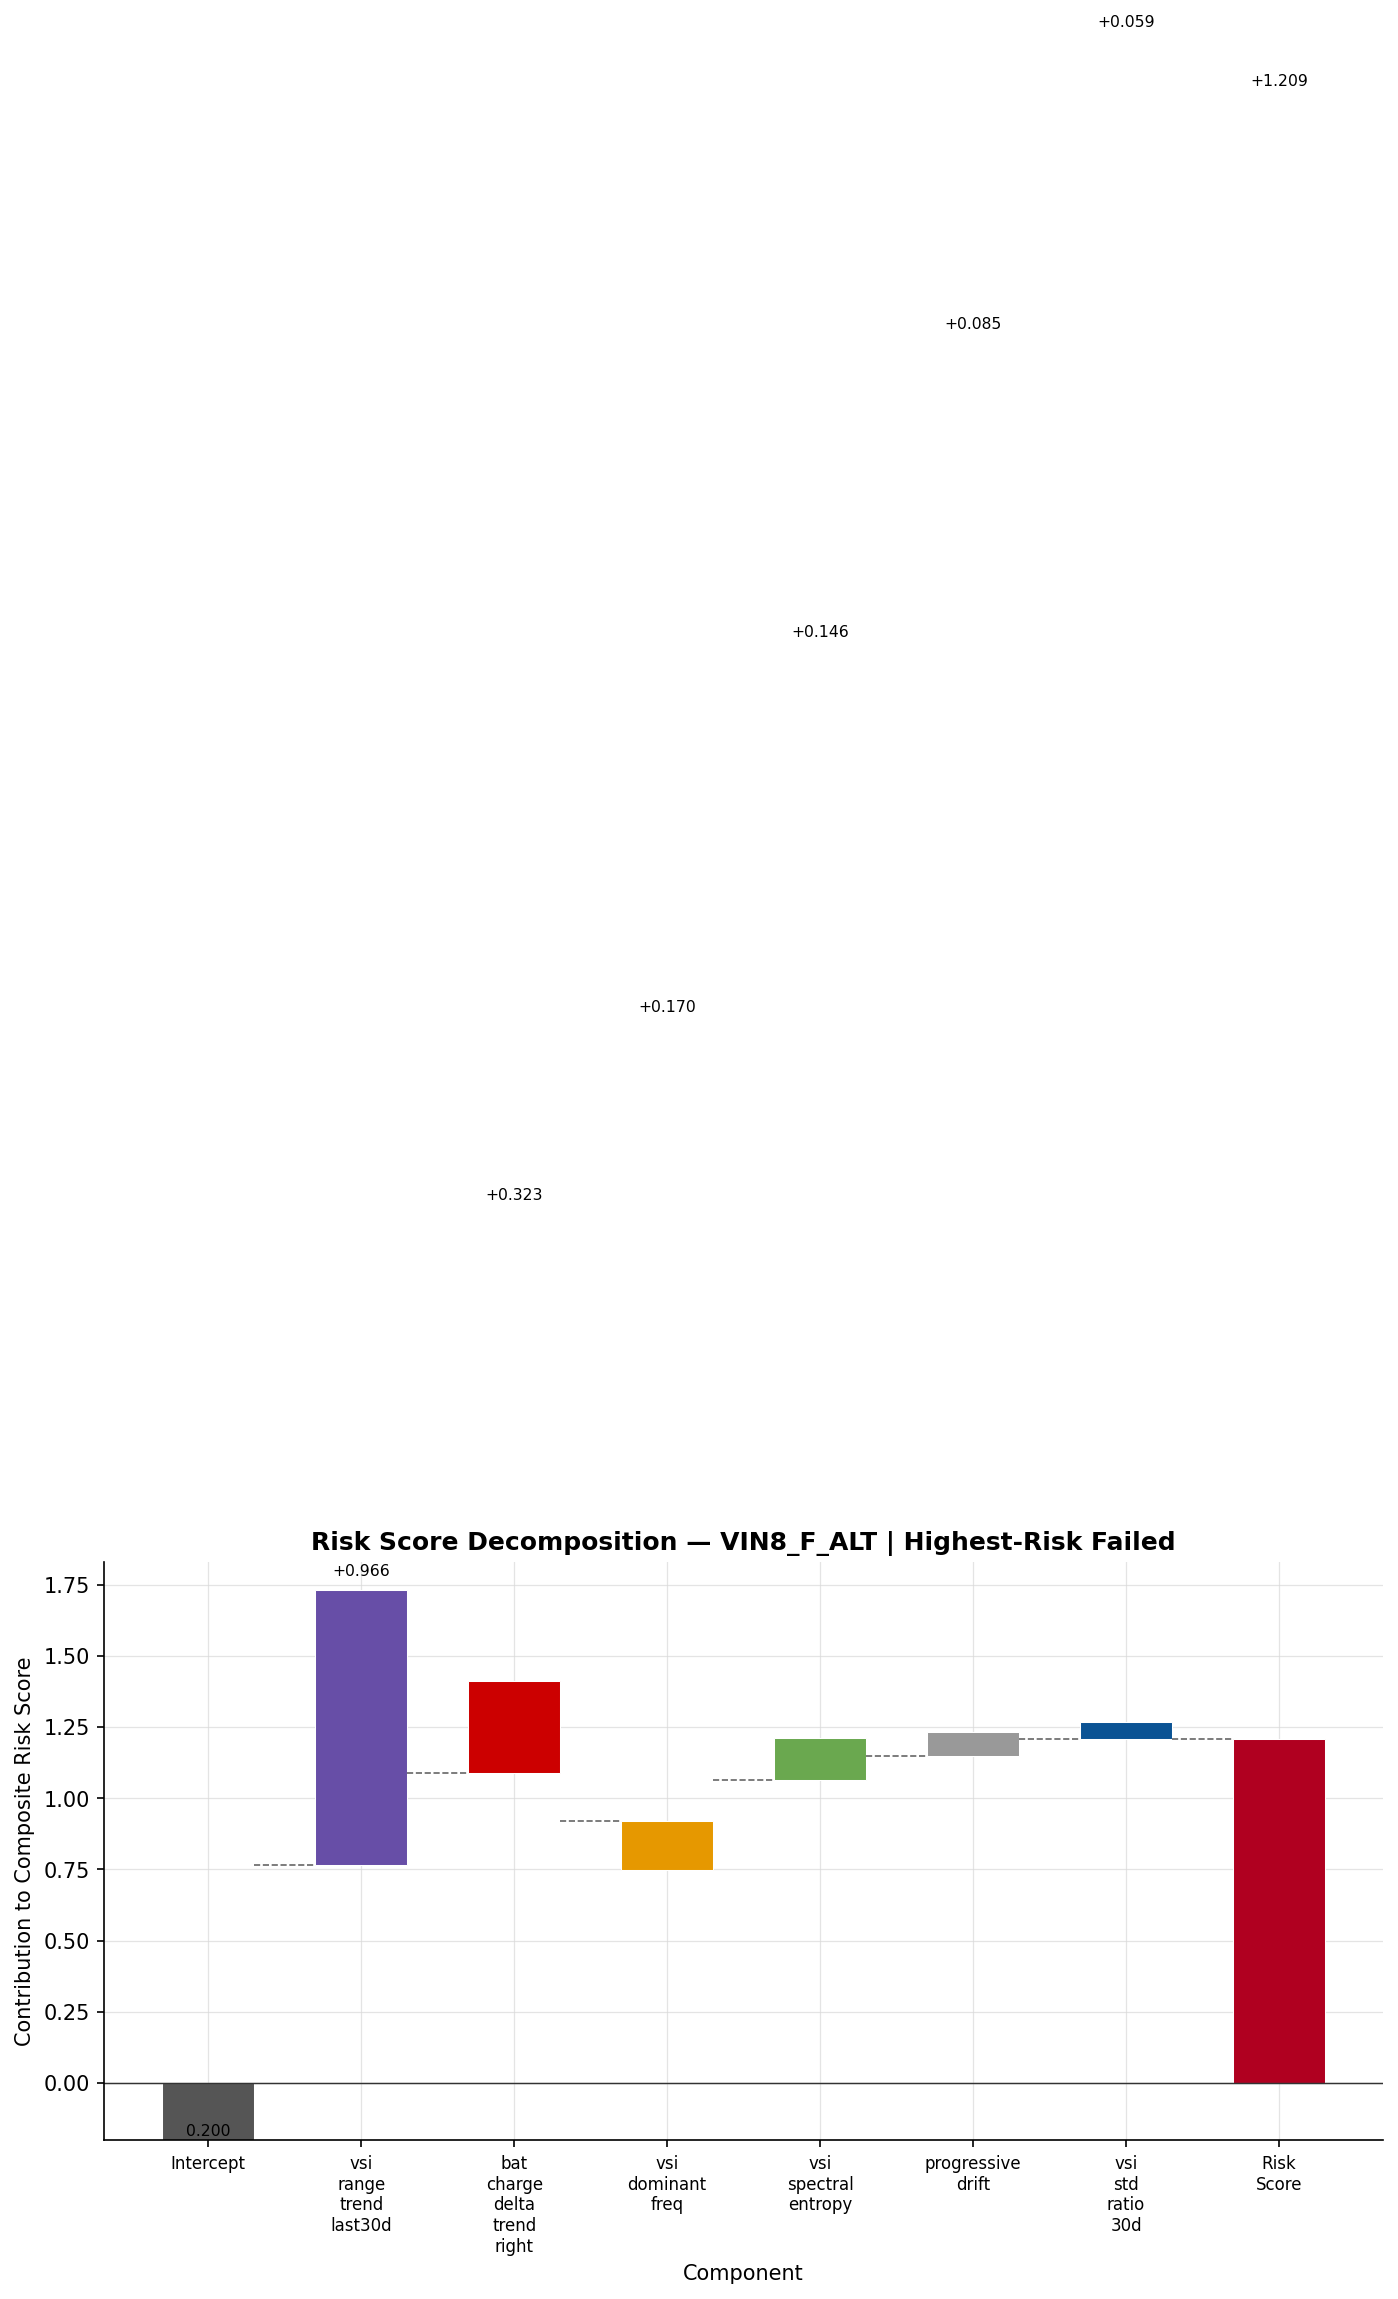 +0.059
+1.209
+0.085
+0.146
+0.170
+0.323
Risk Score Decomposition — VIN8_F_ALT | Highest-Risk Failed
+0.966
1.75
1.50
1.25
1.00
0.75
0.50
0.25
0.00
Contribution to Composite Risk Score
0.200
Intercept
vsi
range
trend
last30d
bat
charge
delta
trend
right
vsi
dominant
freq
vsi
spectral
entropy
progressive
drift
vsi
std
ratio
30d
Risk
Score
Component